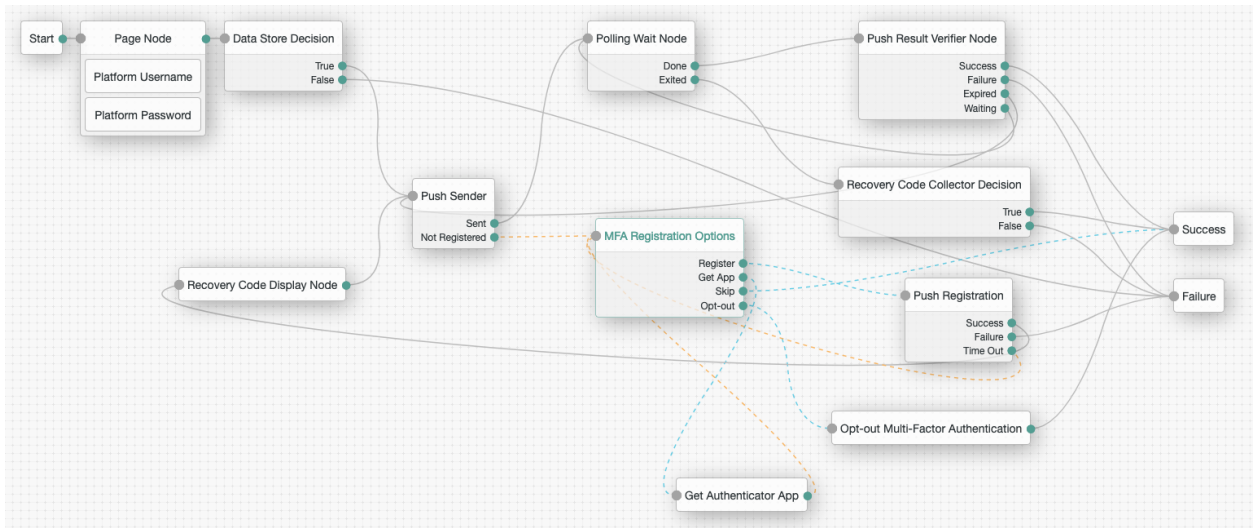 Start
Page Node
Platform Username
Platform Password
Data Store Decision
True
False
Polling Wait Node
Done
Exited
Push Result Verifier Node
Success
Failure
Expired
Waiting
Push Sender
Sent
Not Registered
Recovery Code Collector Decision
True
False
MFA Registration Options
Register
Get App
Skip
Opt-out
Success
Recovery Code Display Node
Push Registration
Success
Failure
Time Out
Failure
Opt-out Multi-Factor Authentication
Get Authenticator App